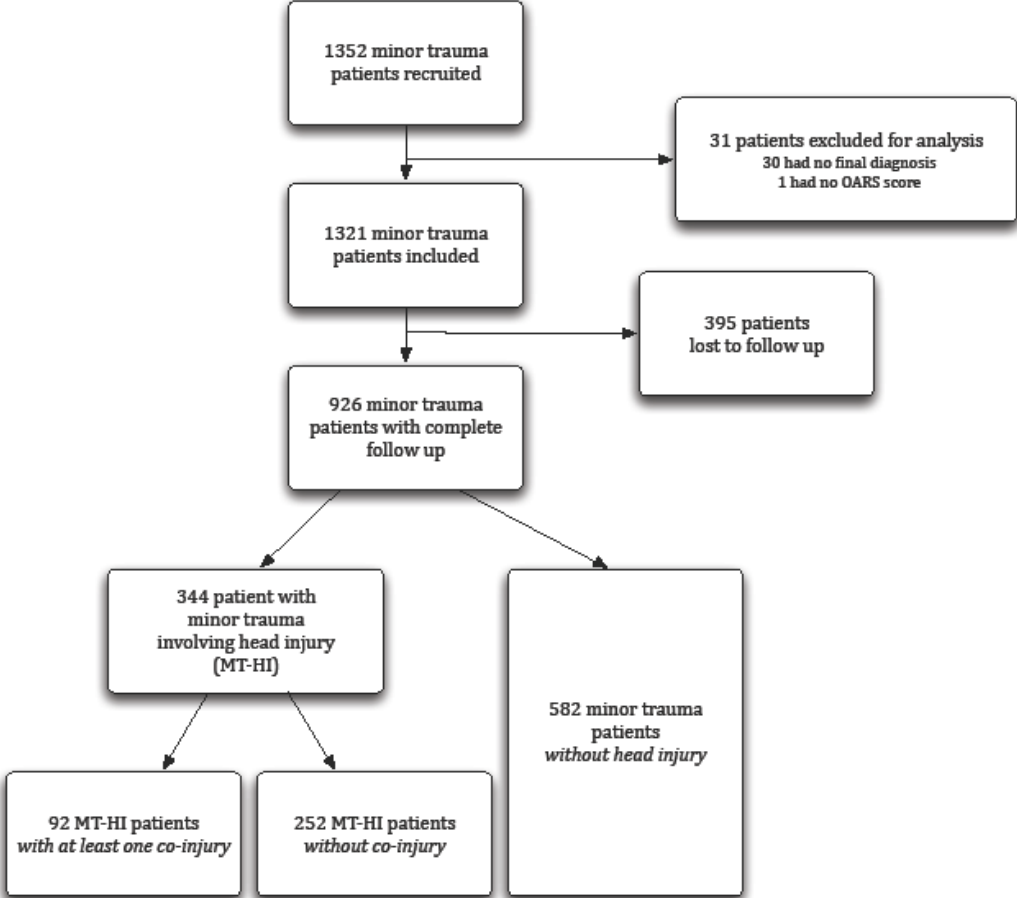 1352 minor trauma
patients recruited
31 patients excluded for analysis
30 had no final diagnosis
1 had no OARS score
1321 minor trauma
patients included
395 patients
lost to follow up
926 minor trauma
patients with complete
follow up
344 patient with
minor trauma
involving head injury
(MT-HI)
582 minor trauma
patients
without head injury
92 MT-HI patients
with at least one co-injury
252 MT-HI patients
without co-injury